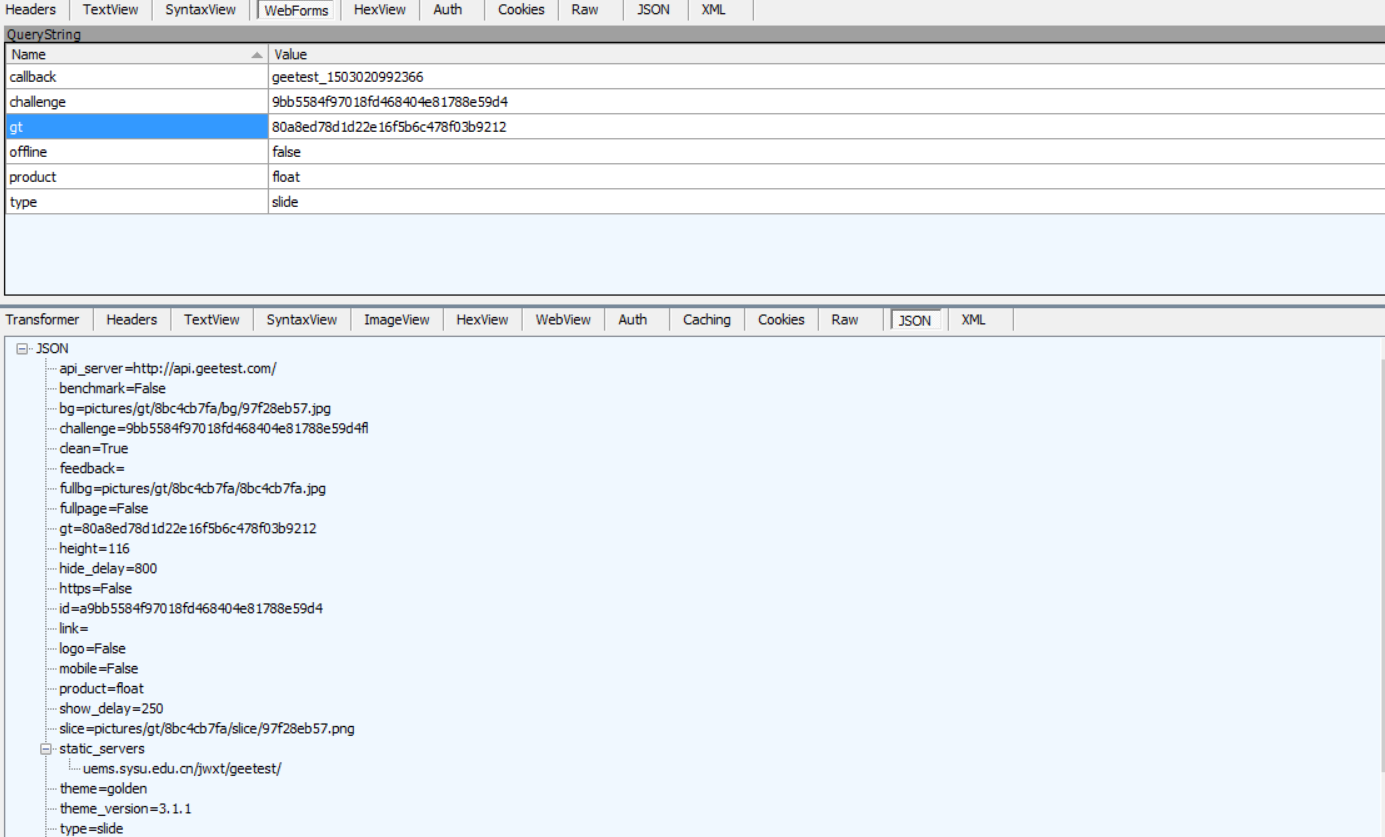 Headers TextView SyntaxView WebForms HexView Auth Cookies Raw JSON XML
QueryString
Name Value
callback geetest_1503020992366
challenge 9bb5584f97018fd468404e81788e59d4
gt 80a8ed78d1d22e16f5b6c478f03b9212
offline false
product float
type slide
Transformer Headers TextView SyntaxView ImageView HexView WebView Auth Caching Cookies Raw JSON XML
JSON
api_server=http://api.geetest.com/
benchmark=False
bg=pictures/gt/8bc4cb7fa/bg/97f28eb57.jpg
challenge=9bb5584f97018fd468404e81788e59d4fl
clean=True
feedback=
fullbg=pictures/gt/8bc4cb7fa/8bc4cb7fa.jpg
fullpage=False
gt=80a8ed78d1d22e16f5b6c478f03b9212
height=116
hide_delay=800
https=False
id=a9bb5584f97018fd468404e81788e59d4
link=
logo=False
mobile=False
product=float
show_delay=250
slice=pictures/gt/8bc4cb7fa/slice/97f28eb57.png
static_servers
uems.sysu.edu.cn/jwxt/geetest/
theme=golden
theme_version=3.1.1
type=slide